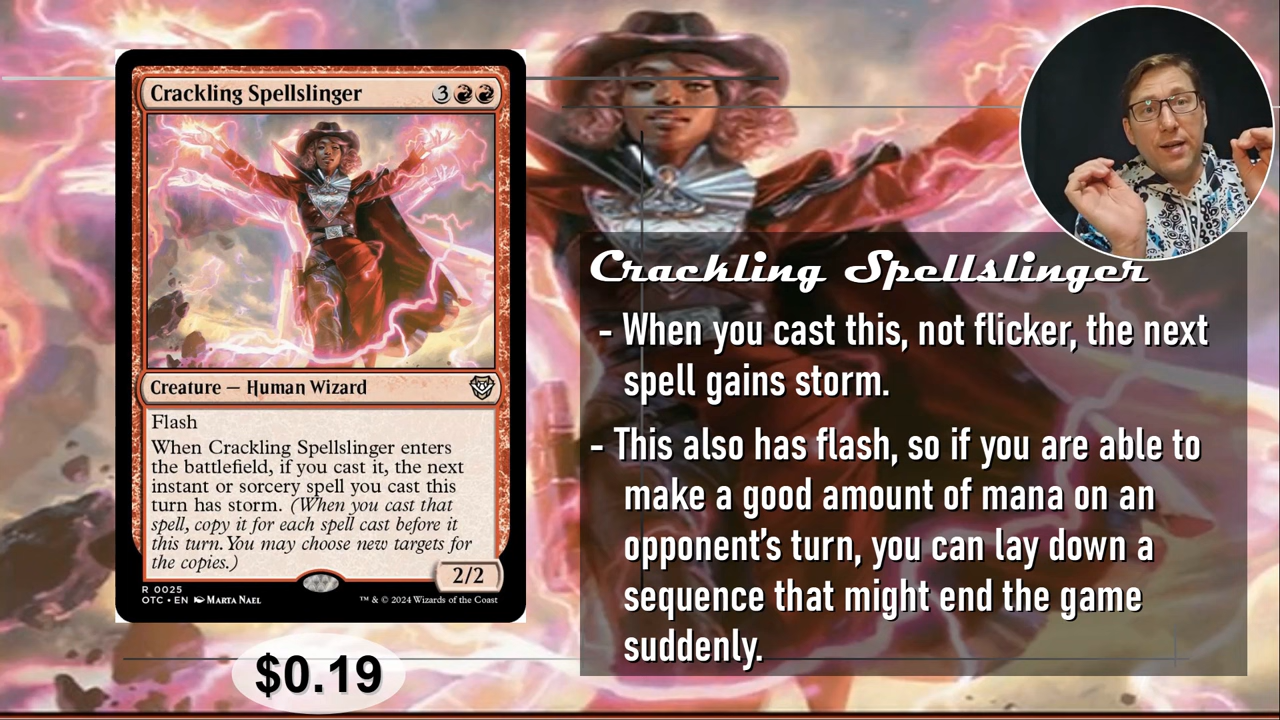 Crackling Spellslinger 3
Creature — Human Wizard
Flash
When Crackling Spellslinger enters
the battlefield, if you cast it, the next
instant or sorcery spell you cast this
turn has storm. (When you cast that
spell, copy it for each spell cast before it
this turn. You may choose new targets for
the copies.)
2/2
R 0025
OTC • EN Marta Nael
™ & © 2024 Wizards of the Coast
$0.19
Crackling Spellslinger
- When you cast this, not flicker, the next
spell gains storm.
- This also has flash, so if you are able to
make a good amount of mana on an
opponent's turn, you can lay down a
sequence that might end the game
suddenly.